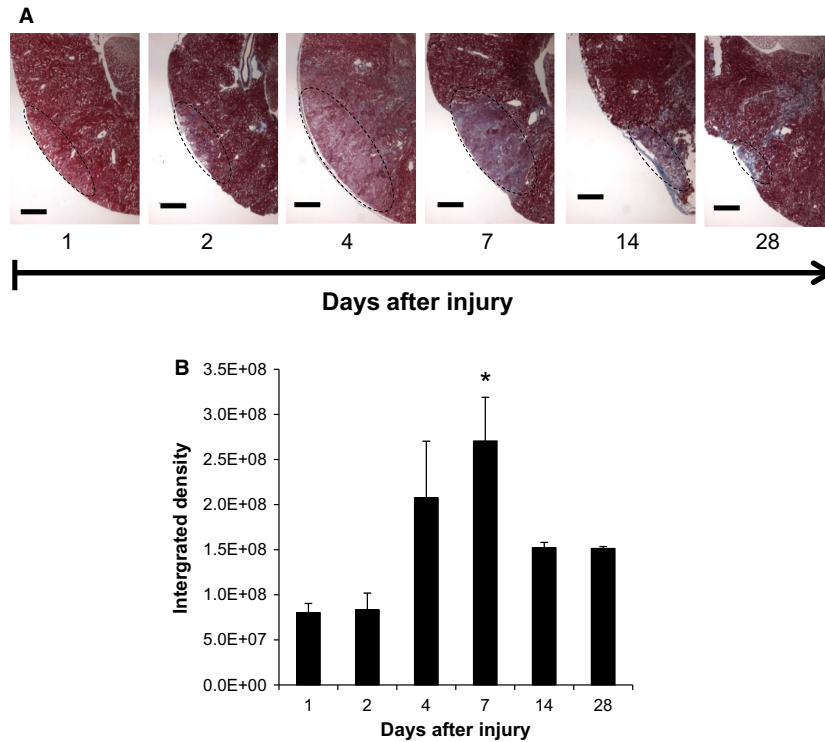 A
1 2 4 7 14 28
Days after injury
B
*
3.5E+08
3.0E+08
2.5E+08
2.0E+08
1.5E+08
1.0E+08
5.0E+07
0.0E+00
Intergrated density
1 2 4 7 14 28
Days after injury